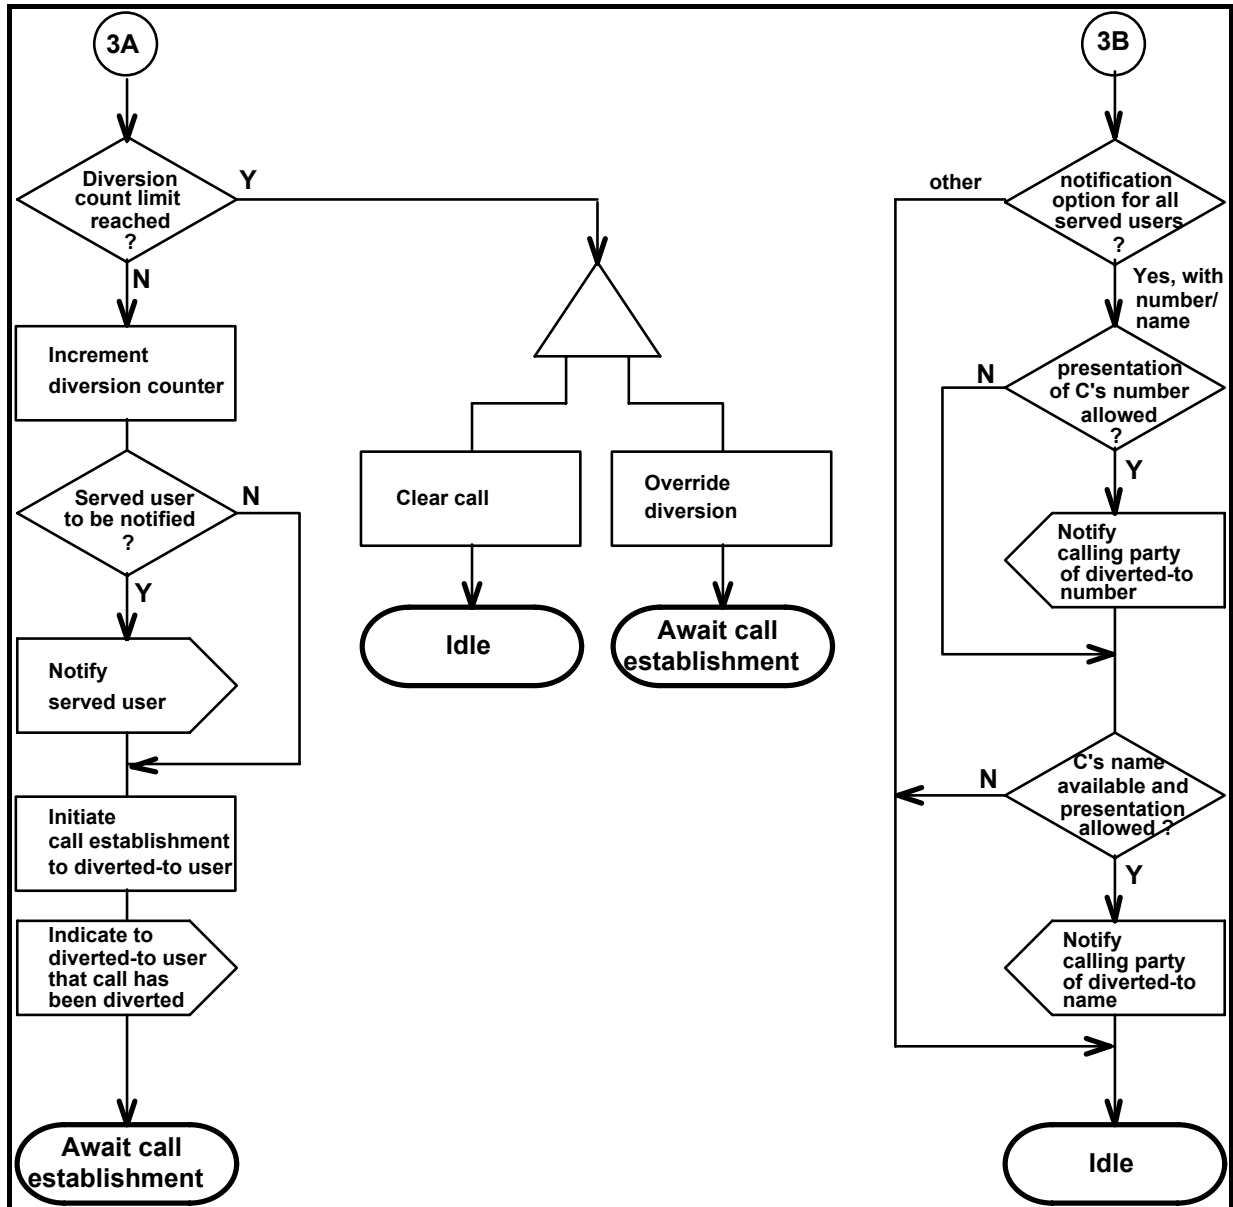 3A
Diversion
count limit
reached
?
Y
N
Increment
diversion counter
Served user
to be notified
?
N
Y
Notify
served user
Initiate
call establishment
to diverted-to user
Indicate to
diverted-to user
that call has
been diverted
Await call
establishment
Clear call
Idle
Override
diversion
Await call
establishment
3B
notification
option for all
served users
?
other
Yes, with
number/
name
presentation
of C's number
allowed
?
N
Y
Notify
calling party
of diverted-to
number
C's name
available and
presentation
allowed ?
N
Y
Notify
calling party
of diverted-to
name
Idle